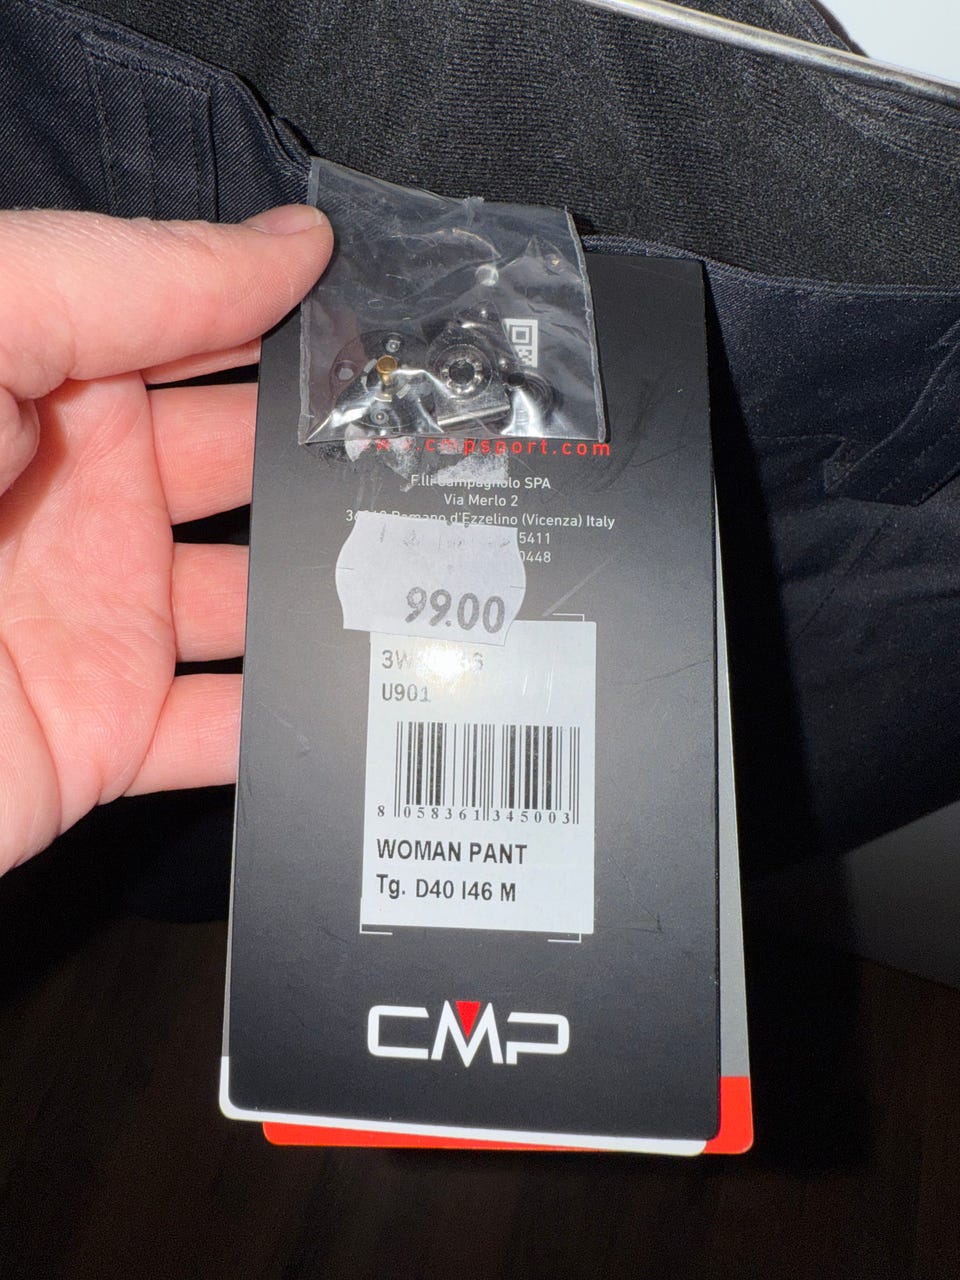 cmpsport.com
F.lli Campagnolo SPA
Via Merlo 2
Romano d'Ezzelino (Vicenza) Italy
5411
0448
99.00
U901
8 058361 345003
WOMAN PANT
Tg. D40 I46 M
CMP